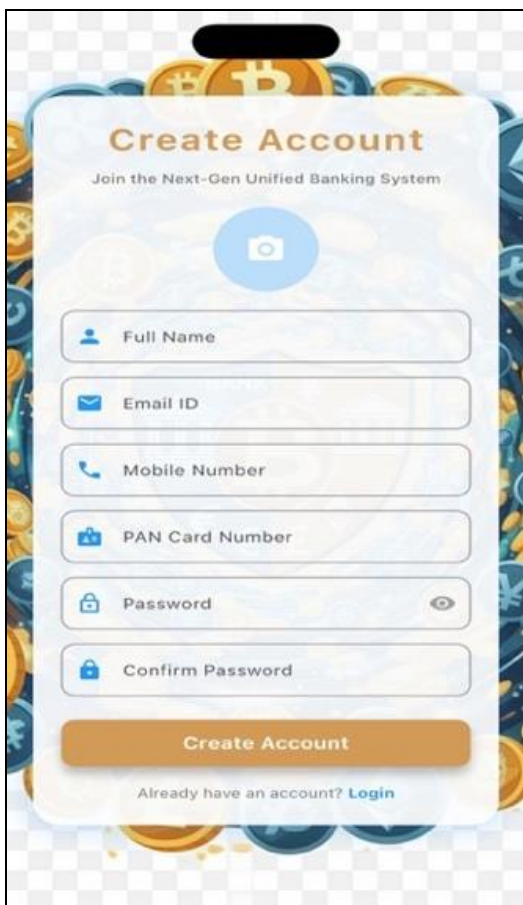 Create Account
Join the Next-Gen Unified Banking System
Full Name
Email ID
Mobile Number
PAN Card Number
Password
Confirm Password
Create Account
Already have an account? Login